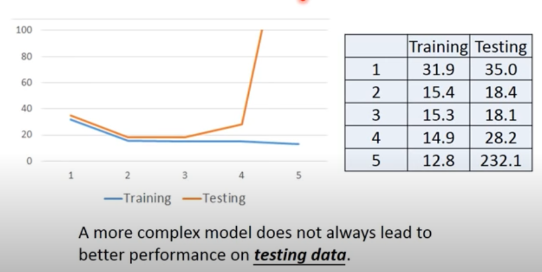 100
80
60
40
20
0
1 2 3 4 5
Training Testing
Training Testing
1 31.9 35.0
2 15.4 18.4
3 15.3 18.1
4 14.9 28.2
5 12.8 232.1
A more complex model does not always lead to
better performance on testing data.